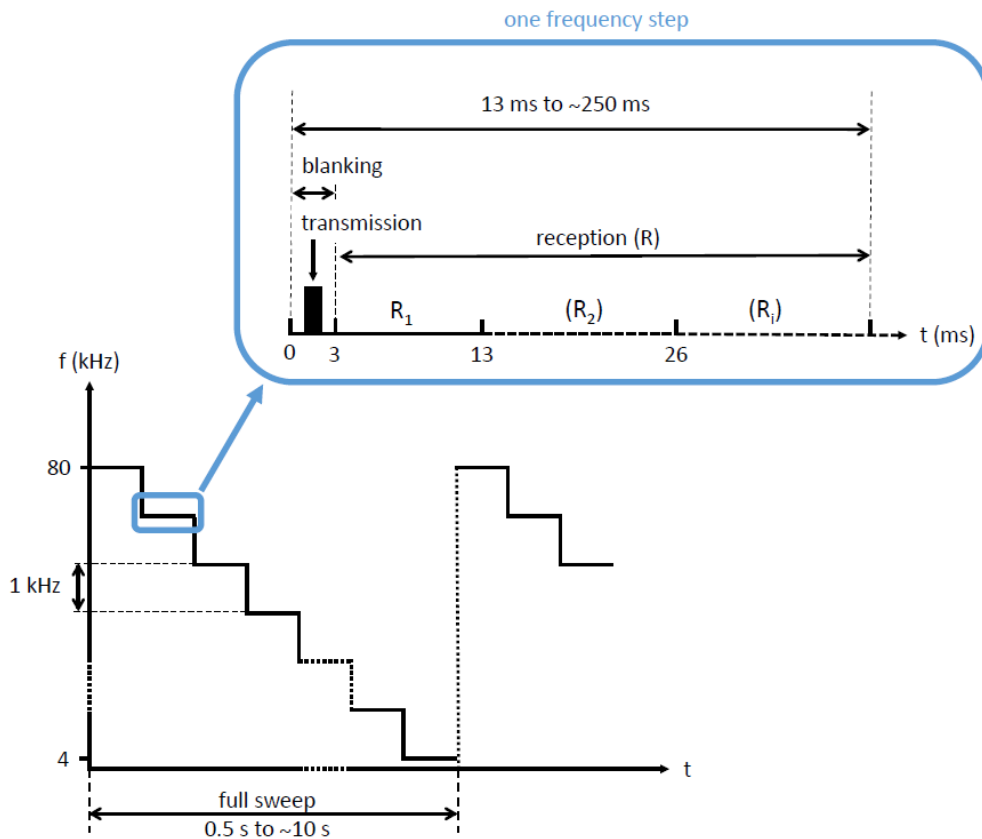 one frequency step
13 ms to ~250 ms
blanking
transmission
reception (R)
R1 (R2) (Ri)
t (ms)
0 3 13 26
f (kHz)
80
1 kHz
4
t
full sweep
0.5 s to ~10 s